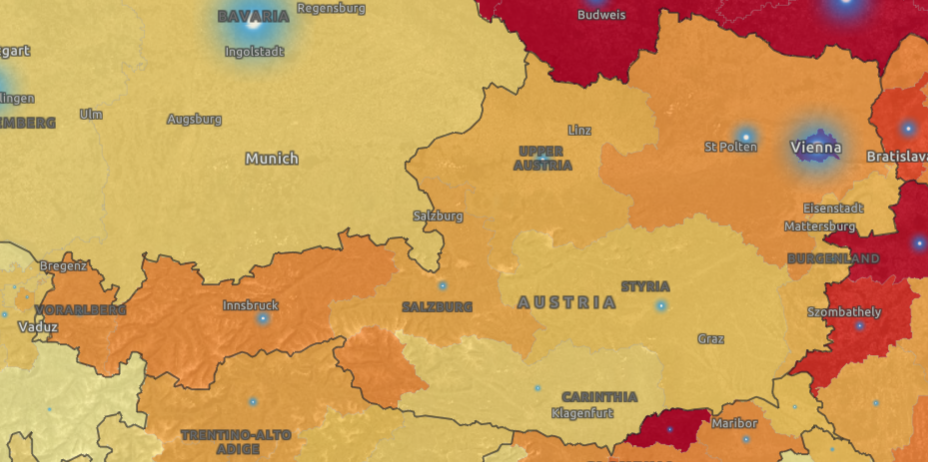 Regensburg
BAVARIA
Budweis
gart
Ingolstadt
lingen
Ulm
EMBERG
Augsburg
Linz
Munich
UPPER
AUSTRIA
St Polten
Vienna
Bratislava
Salzburg
Eisenstadt
Mattersburg
Bregenz
BURGENLAND
VORARLBERG
Innsbruck
SALZBURG
AUSTRIA
STYRIA
Vaduz
Szombathely
Graz
CARINTHIA
Klagenfurt
Maribor
TRENTINO-ALTO
ADIGE